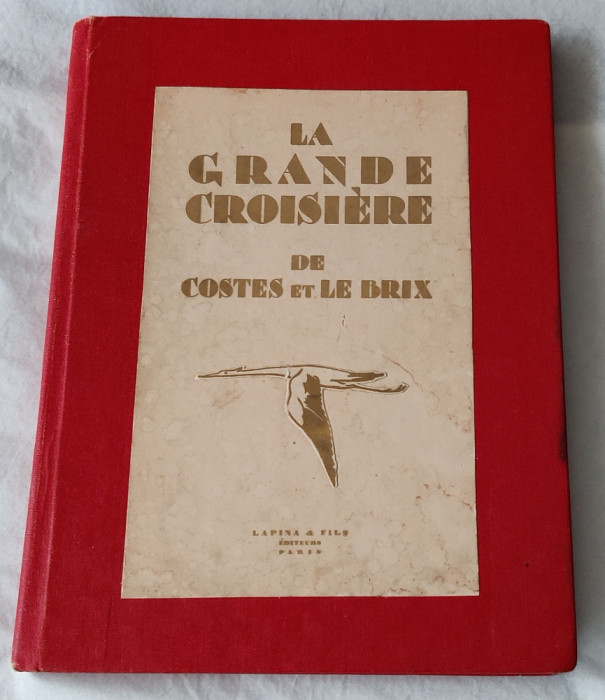 LA
GRANDE
CROISIÈRE
DE
COSTES ET LE BRIX
LAPINA & FILS
ÉDITEURS
PARIS